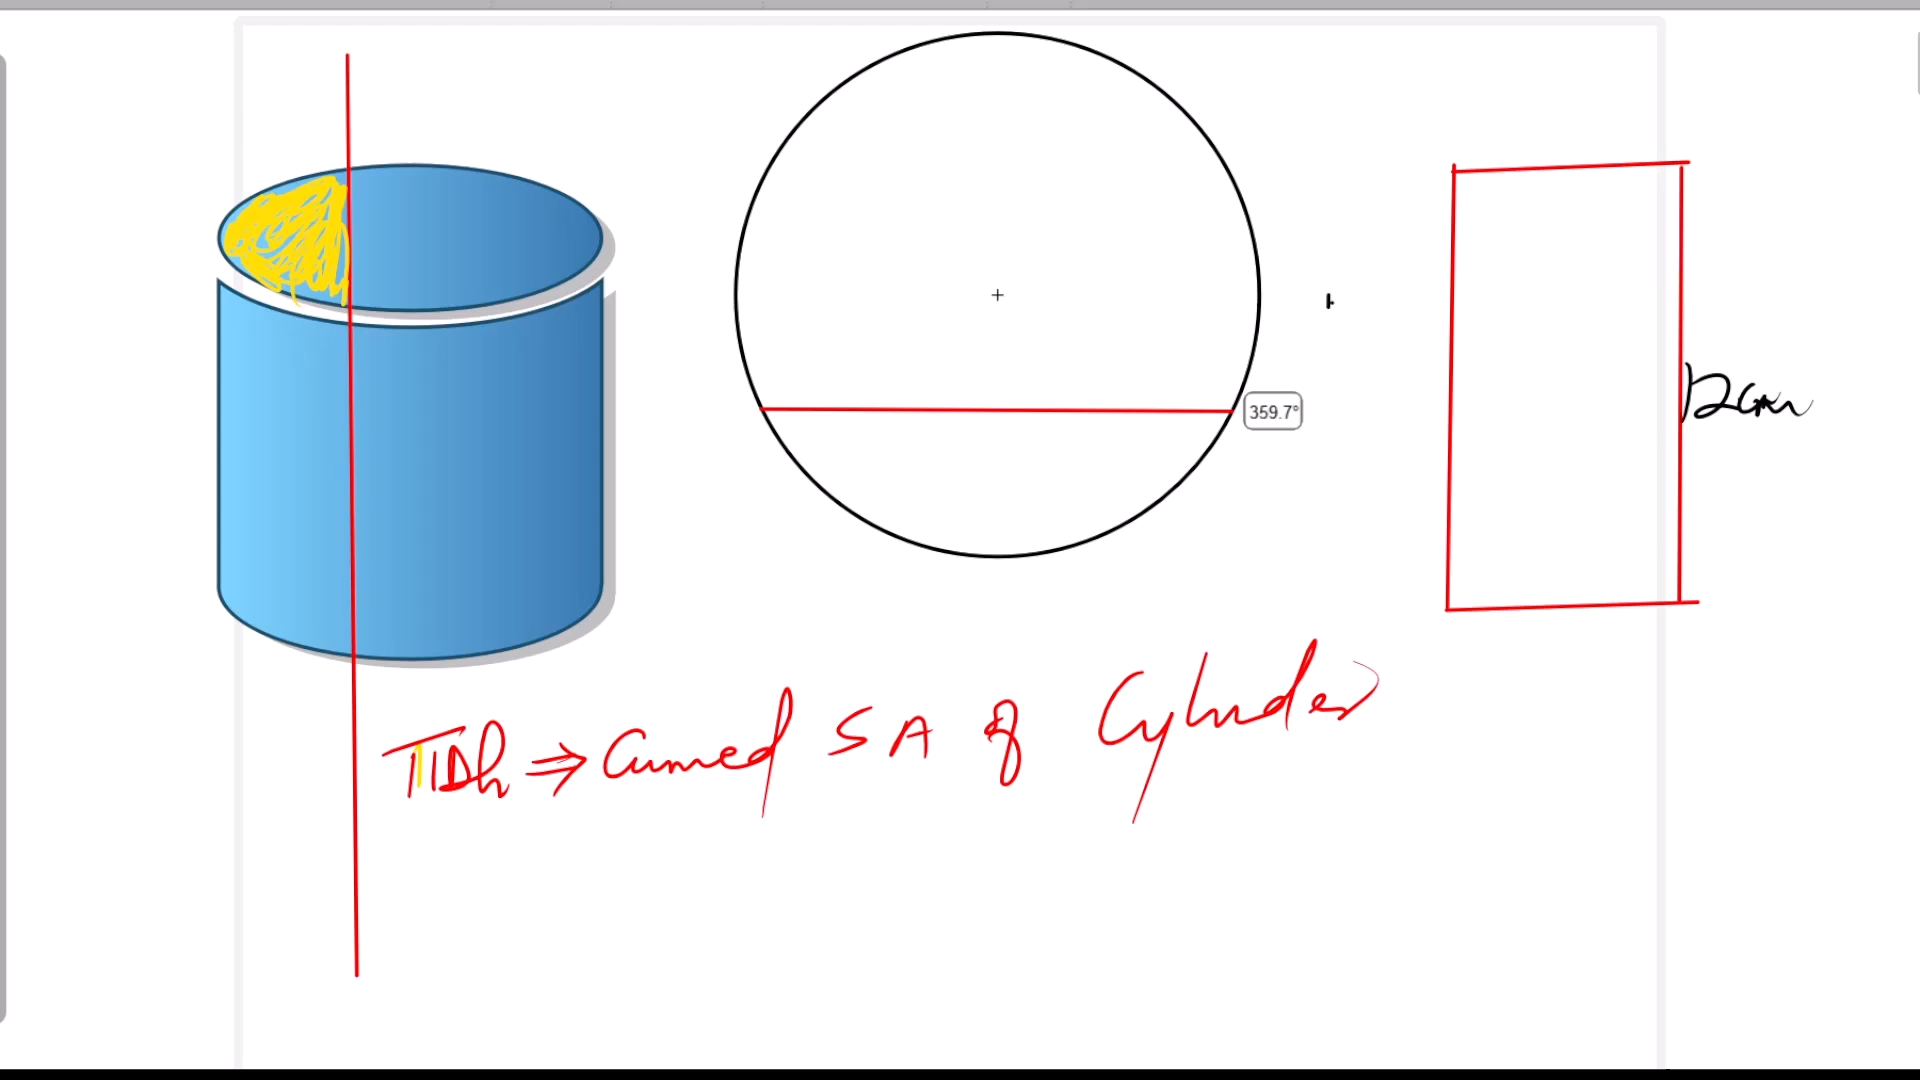 359.7°
12cm
πDh ⇒ Curved SA of Cylinder